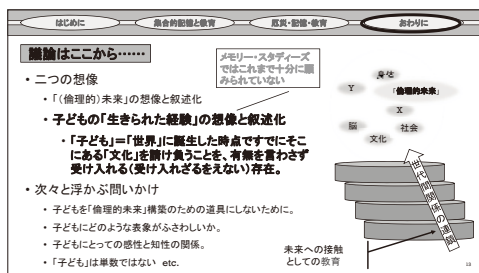 はじめに
集合的記憶と教育
厄災・記憶・教育
おわりに
議論はここから……
メモリー・スタディーズ
ではこれまで十分に顧
みられていない
・二つの想像
・「（倫理的）未来」の想像と叙述化
・子どもの「生きられた経験」の想像と叙述化
・「子ども」＝「世界」に誕生した時点ですでにそこ
にある「文化」を請け負うことを、有無を言わさず
受け入れる（受け入れざるをえない）存在。
・次々と浮かぶ問いかけ
・子どもを「倫理的未来」構築のための道具にしないために。
・子どもにどのような表象がふさわしいか。
・子どもにとっての感性と知性の関係。
・「子ども」は単数ではない etc.
身体
Y
「倫理的未来」
X
脳
社会
文化
世代間関係の連鎖
未来への接触
としての教育
18